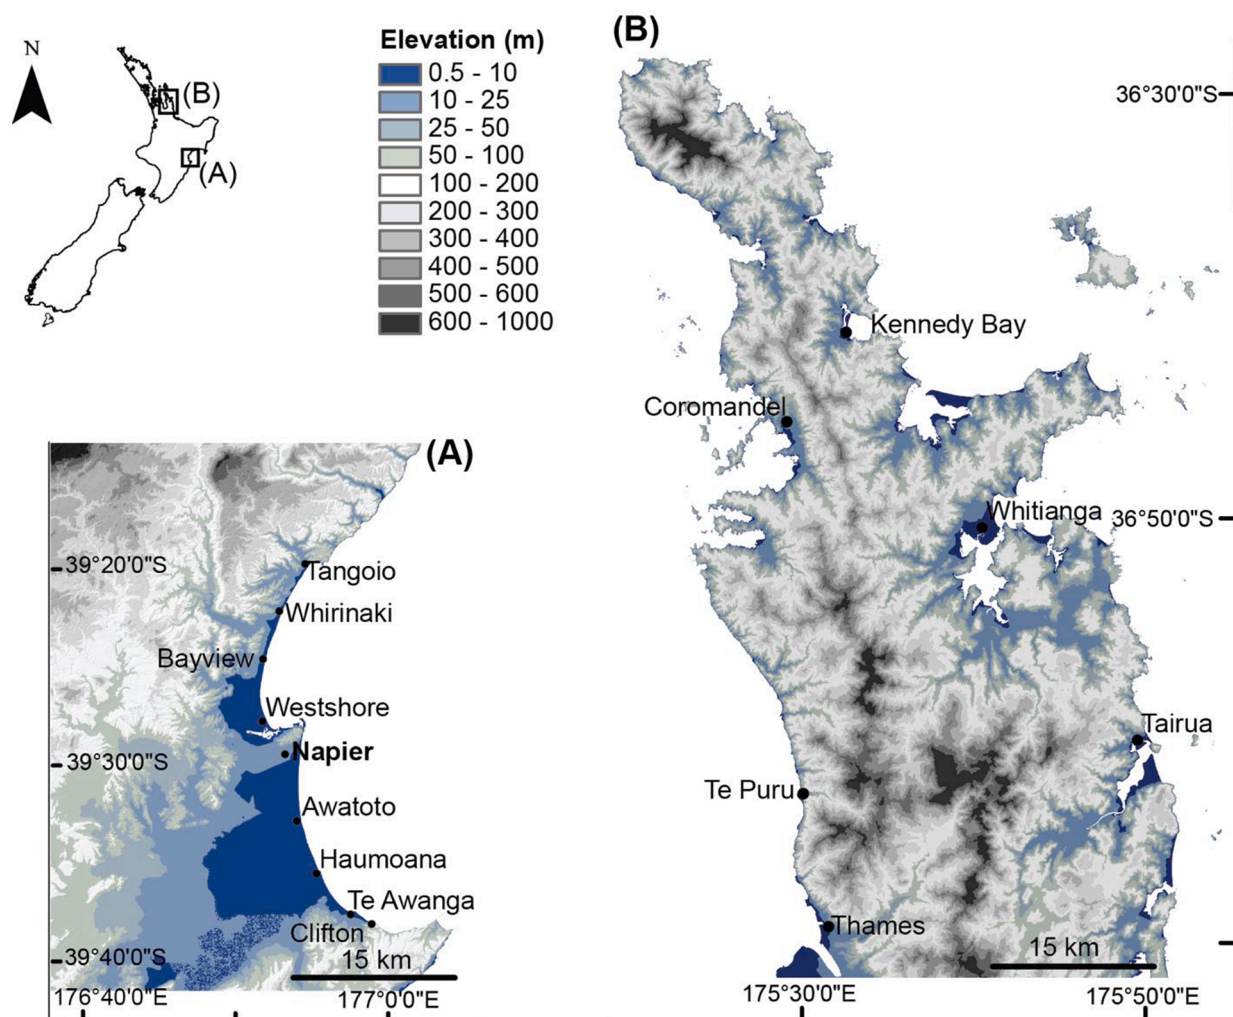 N
(B)
(A)
Elevation (m)
0.5 - 10
10 - 25
25 - 50
50 - 100
100 - 200
200 - 300
300 - 400
400 - 500
500 - 600
600 - 1000
(A)
39°20'0"S
39°30'0"S
39°40'0"S
Tangoio
Whirinaki
Bayview
Westshore
Napier
Awatoto
Haumoana
Te Awanga
Clifton
15 km
176°40'0"E
177°0'0"E
(B)
36°30'0"S
Kennedy Bay
Coromandel
Whitianga
36°50'0"S
Tairua
Te Puru
Thames
15 km
175°30'0"E
175°50'0"E